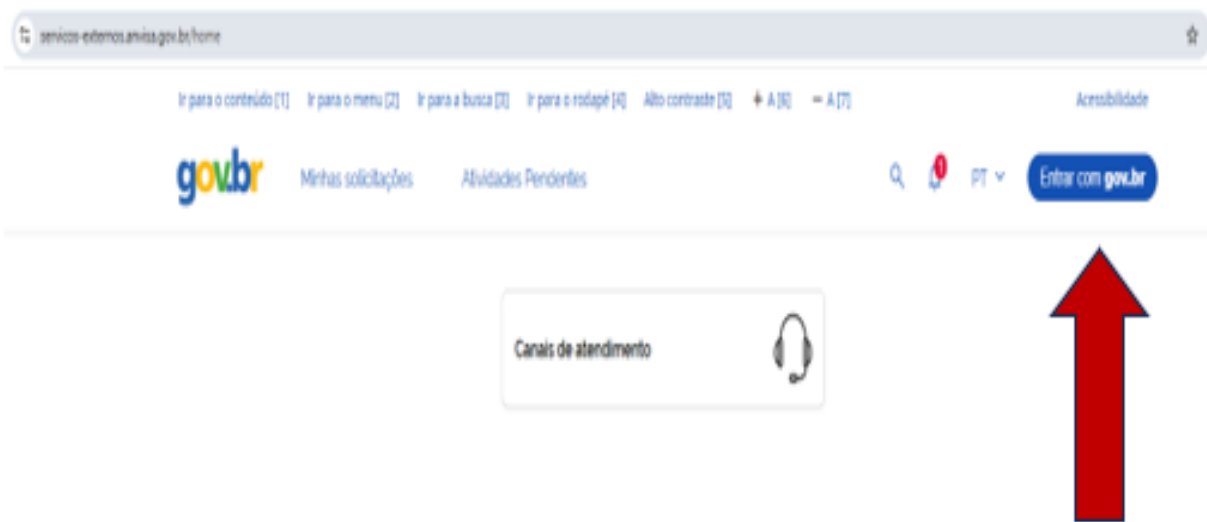 servicos-externos.anvisa.gov.br/home
Ir para o conteúdo [1] Ir para o menu [2] Ir para a busca [3] Ir para o rodapé [4] Alto contraste [5] + A [6] − A [7] Acessibilidade
gov.br Minhas solicitações Atividades Pendentes 1 PT Entrar com gov.br
Canais de atendimento